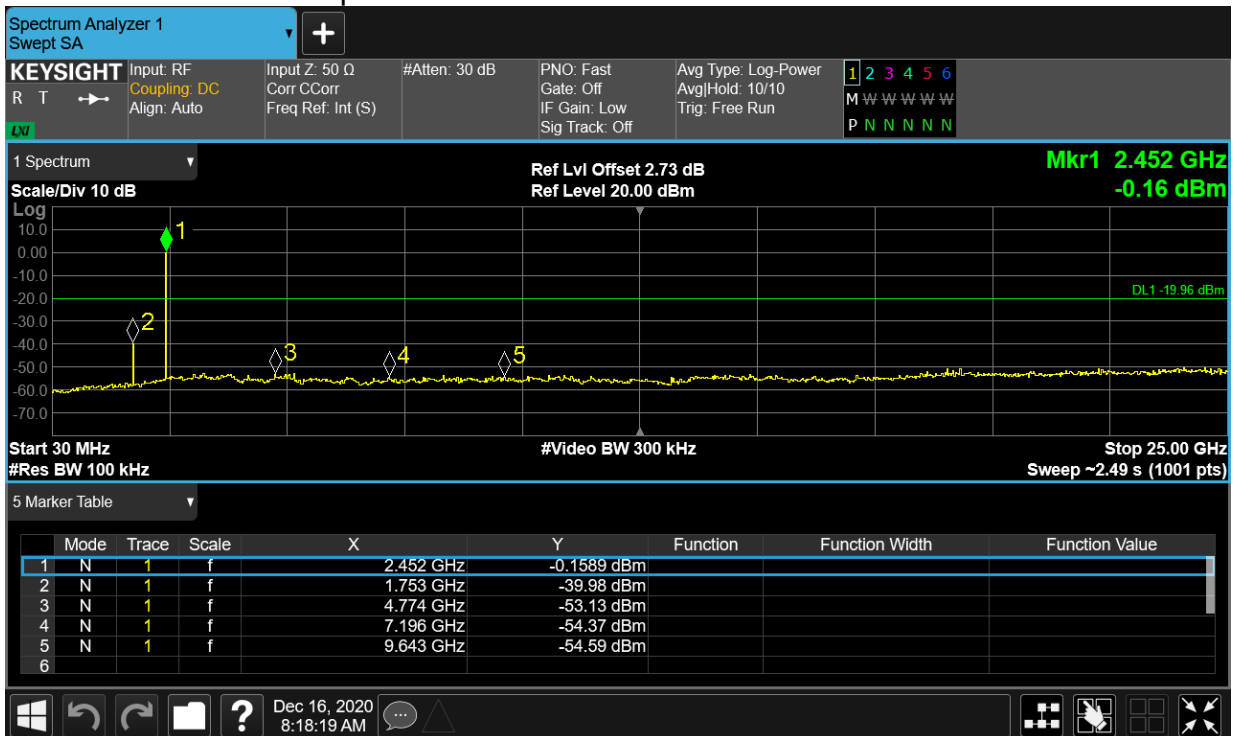 Spectrum Analyzer 1
Swept SA
+
KEYSIGHT
R T
LXI
Input: RF
Coupling: DC
Align: Auto
Input Z: 50 Ω
Corr CCorr
Freq Ref: Int (S)
#Atten: 30 dB
PNO: Fast
Gate: Off
IF Gain: Low
Sig Track: Off
Avg Type: Log-Power
Avg|Hold: 10/10
Trig: Free Run
1 2 3 4 5 6
M W W W W W
P N N N N N
1 Spectrum
Scale/Div 10 dB
Ref Lvl Offset 2.73 dB
Ref Level 20.00 dBm
Mkr1 2.452 GHz
-0.16 dBm
Log
10.0
0.00
-10.0
-20.0
-30.0
-40.0
-50.0
-60.0
-70.0
1
2
3
4
5
DL1 -19.96 dBm
Start 30 MHz
#Res BW 100 kHz
#Video BW 300 kHz
Stop 25.00 GHz
Sweep ~2.49 s (1001 pts)
5 Marker Table
Mode Trace Scale X Y Function Function Width Function Value
1 N 1 f 2.452 GHz -0.1589 dBm
2 N 1 f 1.753 GHz -39.98 dBm
3 N 1 f 4.774 GHz -53.13 dBm
4 N 1 f 7.196 GHz -54.37 dBm
5 N 1 f 9.643 GHz -54.59 dBm
6
?
Dec 16, 2020
8:18:19 AM